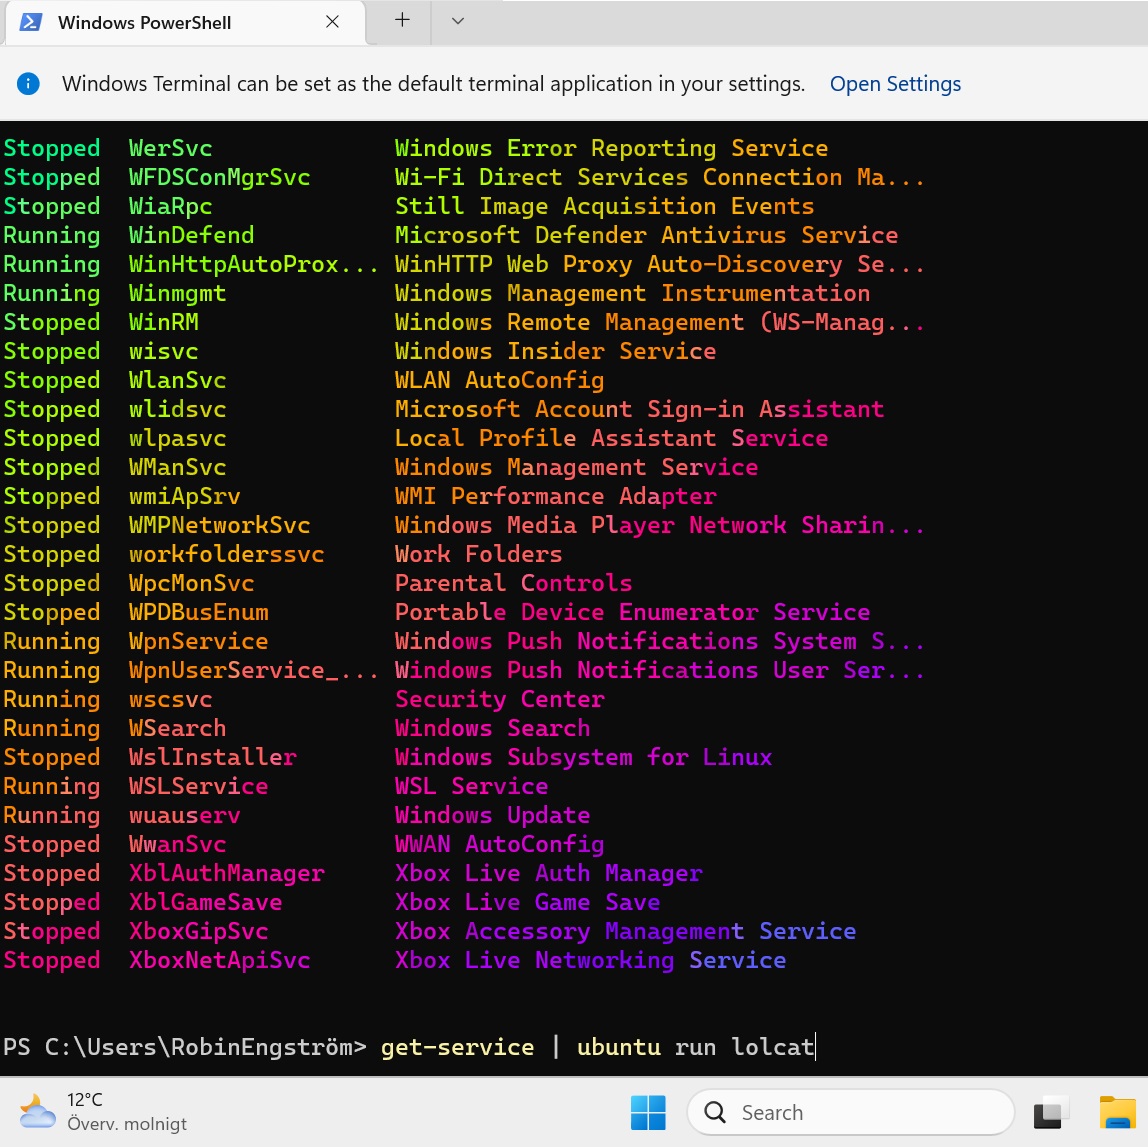 Windows PowerShell
Windows Terminal can be set as the default terminal application in your settings. Open Settings
Stopped WerSvc Windows Error Reporting Service
Stopped WFDSConMgrSvc Wi-Fi Direct Services Connection Ma...
Stopped WiaRpc Still Image Acquisition Events
Running WinDefend Microsoft Defender Antivirus Service
Running WinHttpAutoProx... WinHTTP Web Proxy Auto-Discovery Se...
Running Winmgmt Windows Management Instrumentation
Stopped WinRM Windows Remote Management (WS-Manag...
Stopped wisvc Windows Insider Service
Stopped WlanSvc WLAN AutoConfig
Stopped wlidsvc Microsoft Account Sign-in Assistant
Stopped wlpasvc Local Profile Assistant Service
Stopped WManSvc Windows Management Service
Stopped wmiApSrv WMI Performance Adapter
Stopped WMPNetworkSvc Windows Media Player Network Sharin...
Stopped workfolderssvc Work Folders
Stopped WpcMonSvc Parental Controls
Stopped WPDBusEnum Portable Device Enumerator Service
Running WpnService Windows Push Notifications System S...
Running WpnUserService_... Windows Push Notifications User Ser...
Running wscsvc Security Center
Running WSearch Windows Search
Stopped WslInstaller Windows Subsystem for Linux
Running WSLService WSL Service
Running wuauserv Windows Update
Stopped WwanSvc WWAN AutoConfig
Stopped XblAuthManager Xbox Live Auth Manager
Stopped XblGameSave Xbox Live Game Save
Stopped XboxGipSvc Xbox Accessory Management Service
Stopped XboxNetApiSvc Xbox Live Networking Service
PS C:\Users\RobinEngström> get-service | ubuntu run lolcat
12°C
Överv. molnigt
Search